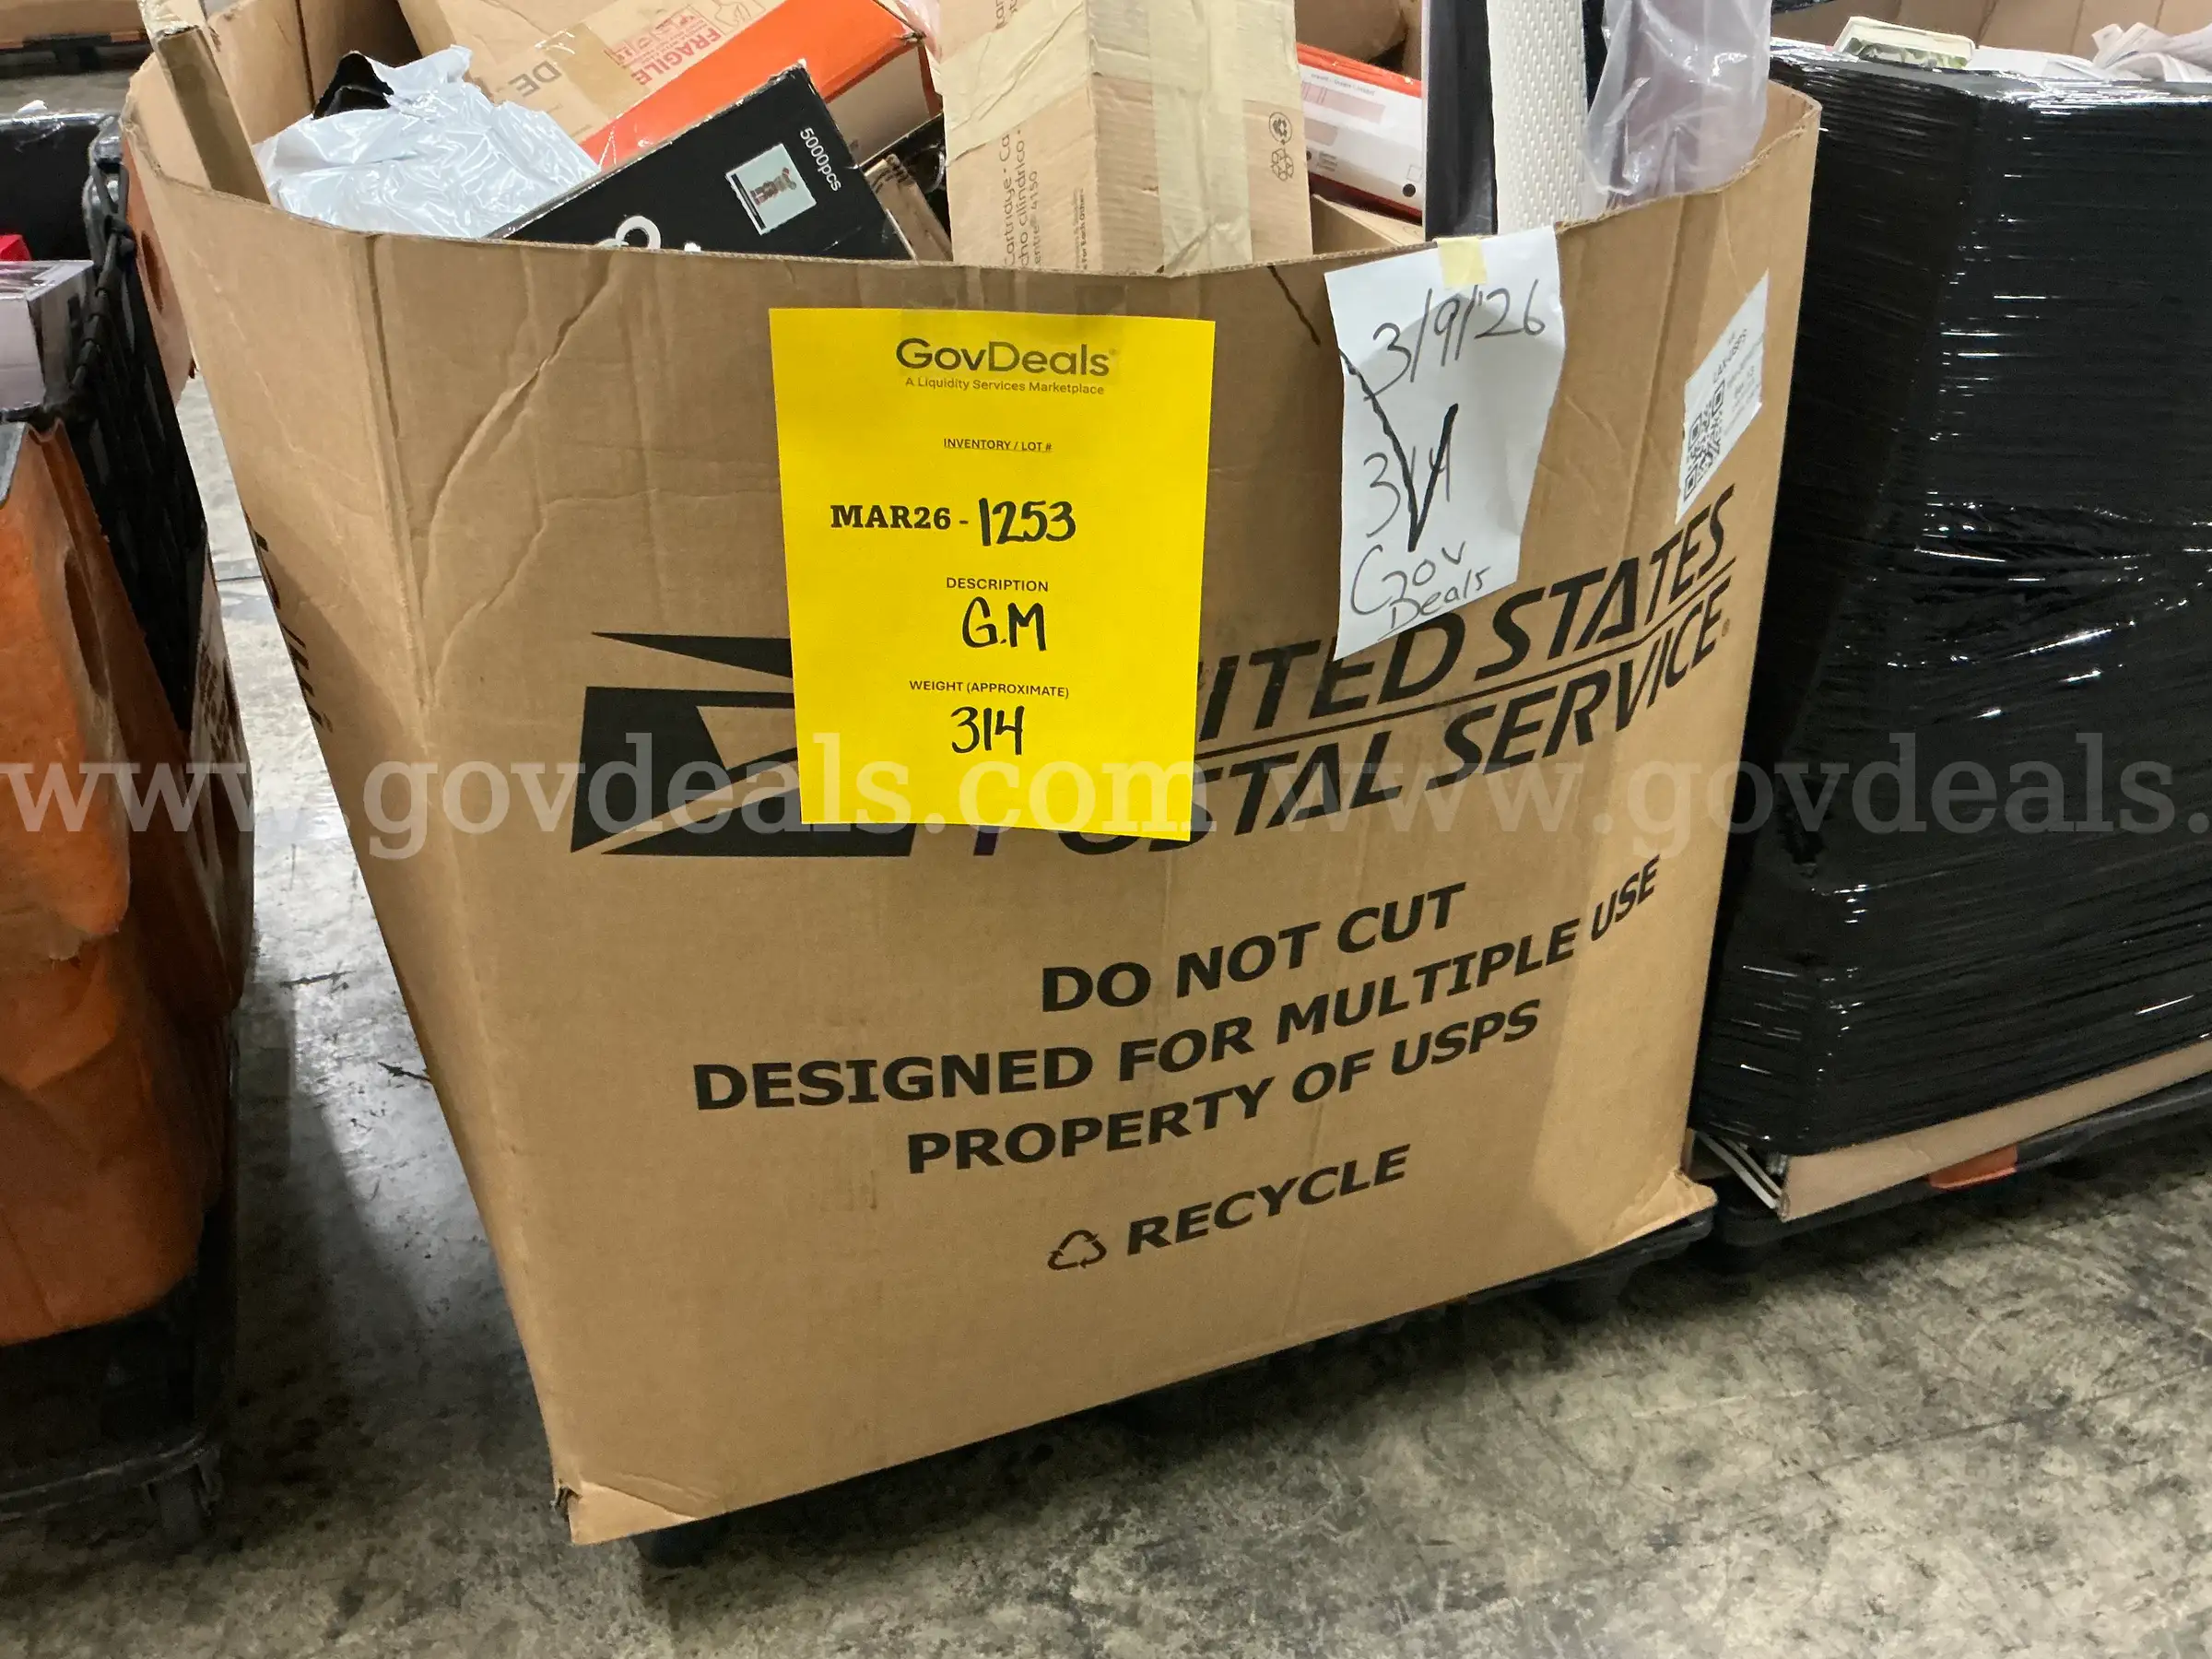 FRAGILE
5000pcs
GovDeals
A Liquidity Services Marketplace
INVENTORY / LOT #
MAR26 - 1253
DESCRIPTION
G.M
WEIGHT (APPROXIMATE)
314
3/9/26
314
Gov
Deals
UNITED STATES
POSTAL SERVICE®
www.govdeals.com www.govdeals.
DO NOT CUT
DESIGNED FOR MULTIPLE USE
PROPERTY OF USPS
RECYCLE